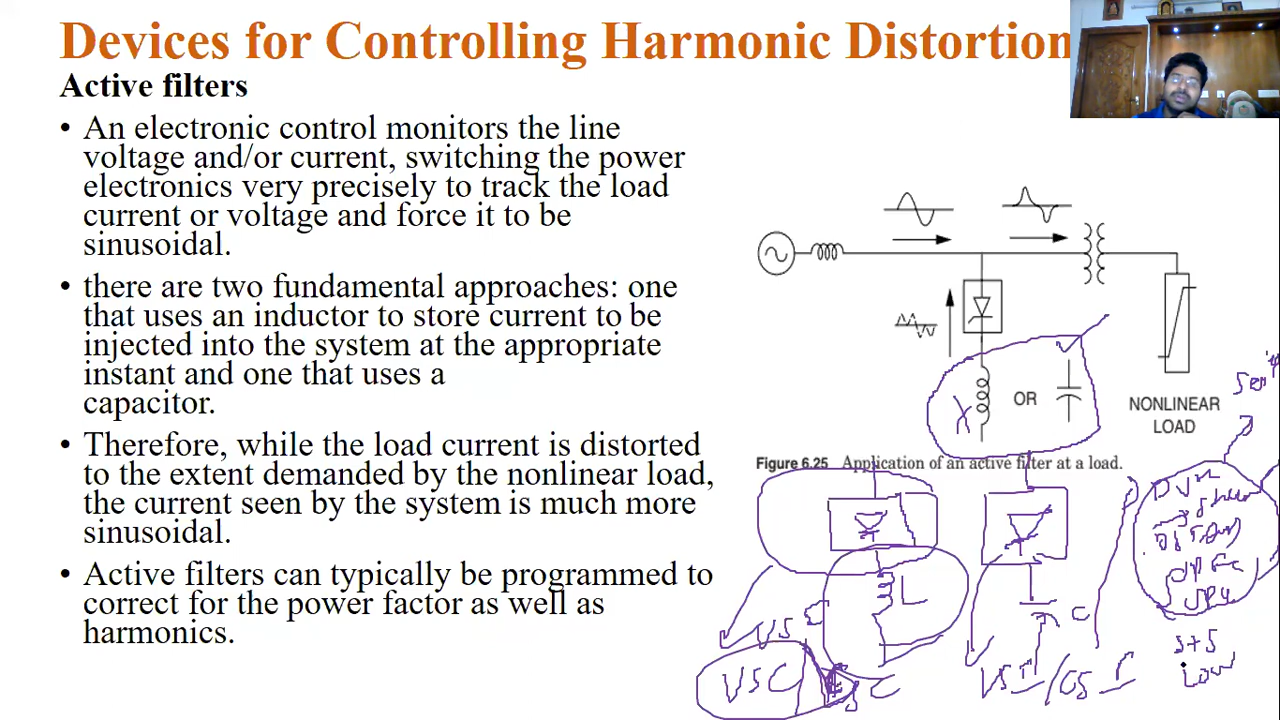 Devices for Controlling Harmonic Distortion
Active filters
• An electronic control monitors the line
voltage and/or current, switching the power
electronics very precisely to track the load
current or voltage and force it to be
sinusoidal.
• there are two fundamental approaches: one
that uses an inductor to store current to be
injected into the system at the appropriate
instant and one that uses a
capacitor.
• Therefore, while the load current is distorted
to the extent demanded by the nonlinear load,
the current seen by the system is much more
sinusoidal.
• Active filters can typically be programmed to
correct for the power factor as well as
harmonics.
OR
NONLINEAR
LOAD
Figure 6.25 Application of an active filter at a load.
L
C
VS
VSC
C
VSI